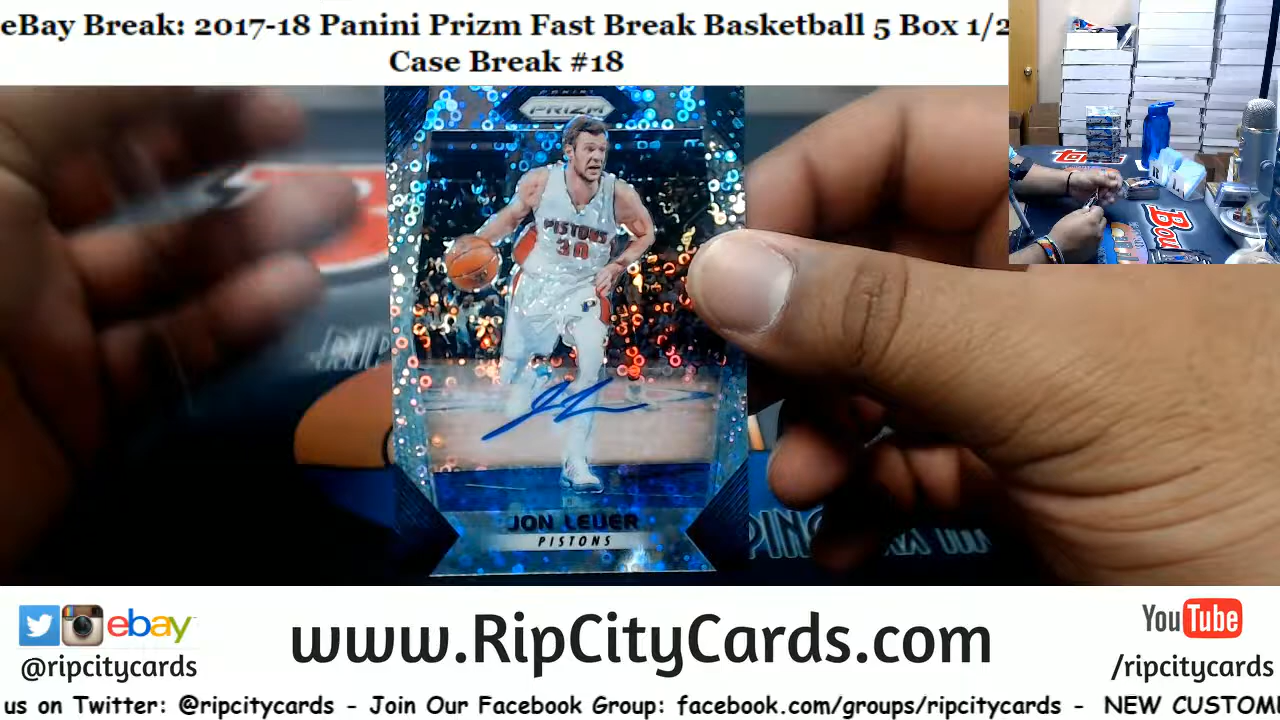 eBay Break: 2017-18 Panini Prizm Fast Break Basketball 5 Box 1/2
Case Break #18
PANINI
PRIZM
PISTONS
30
JON LEUER
PISTONS
ebay
@ripcitycards
www.RipCityCards.com
YouTube
/ripcitycards
us on Twitter: @ripcitycards - Join Our Facebook Group: facebook.com/groups/ripcitycards - NEW CUSTOM